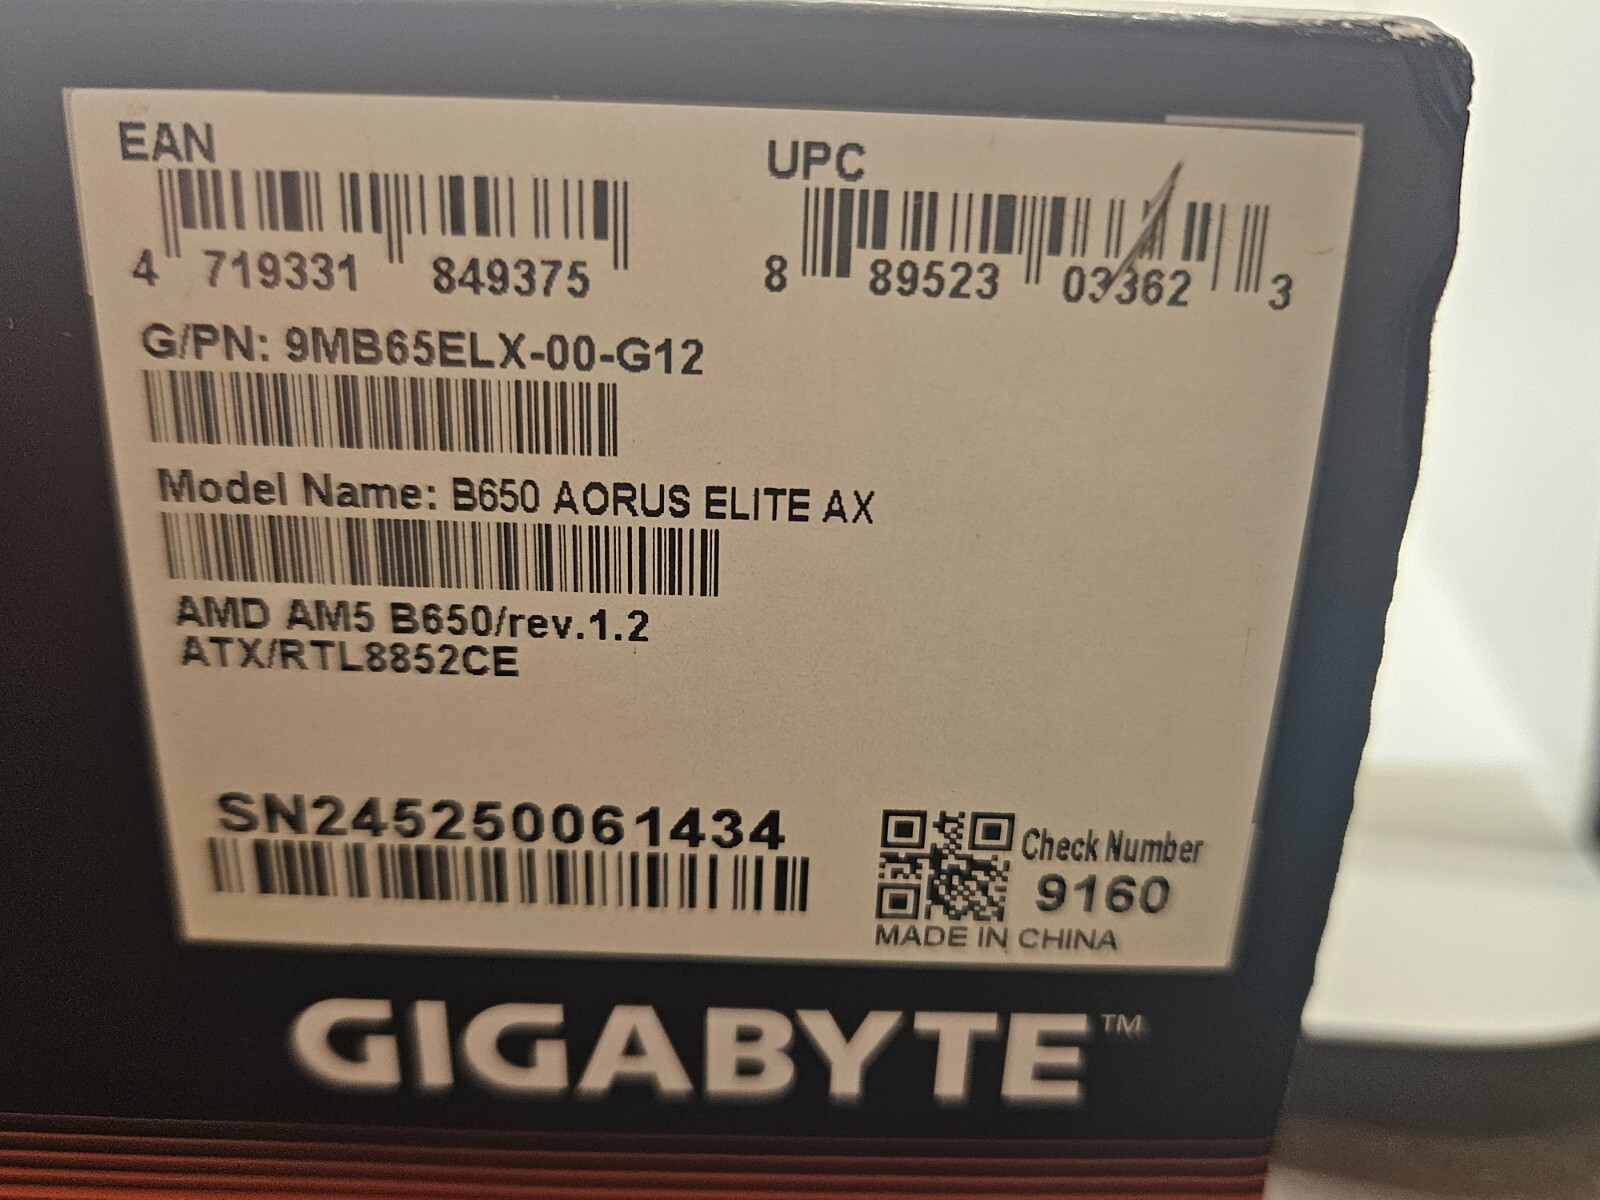 EAN
UPC
4 719331 849375
8 89523 03362 3
G/PN: 9MB65ELX-00-G12
Model Name: B650 AORUS ELITE AX
AMD AM5 B650/rev.1.2
ATX/RTL8852CE
SN245250061434
Check Number
9160
MADE IN CHINA
GIGABYTE™